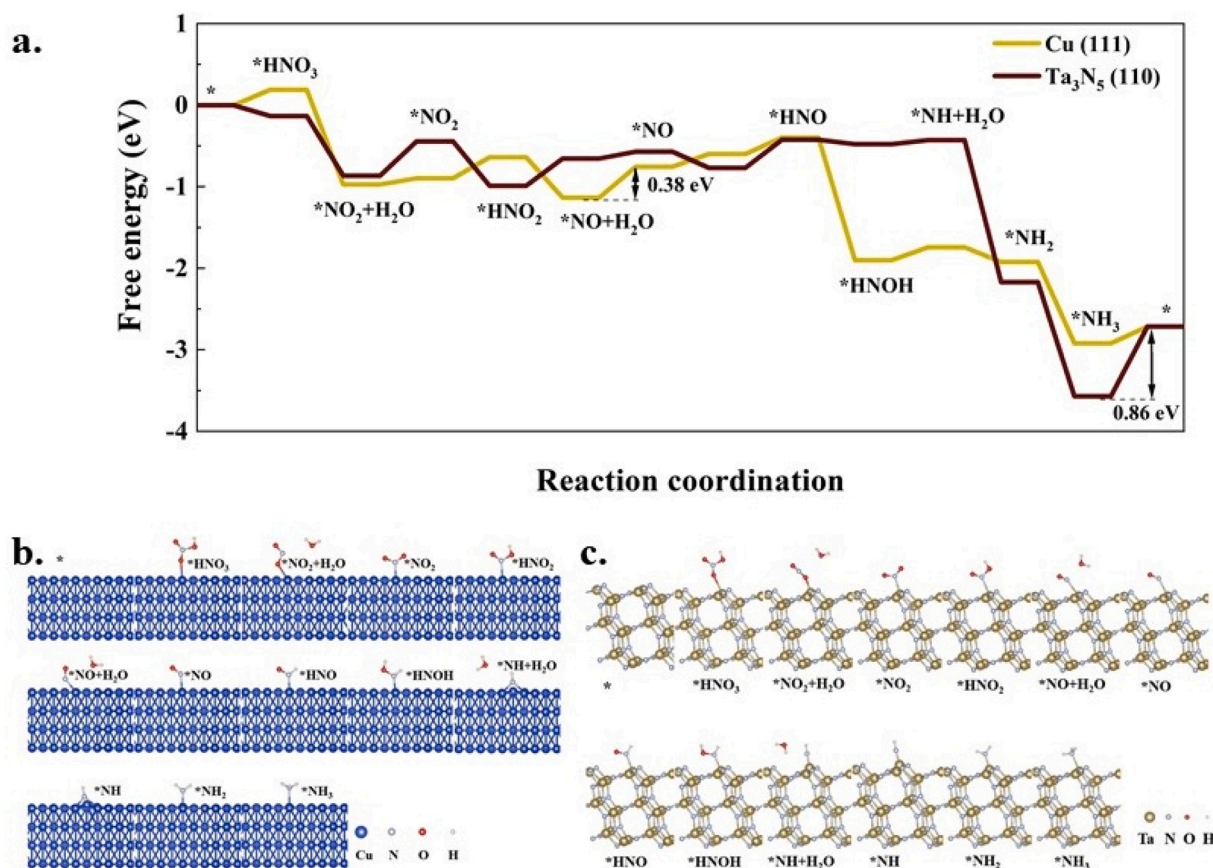 a.
1
0
-1
-2
-3
-4
Free energy (eV)
Reaction coordination
Cu (111)
Ta₃N₅ (110)
*
*HNO₃
*NO₂+H₂O
*NO₂
*HNO₂
*NO+H₂O
*NO
0.38 eV
*HNO
*HNOH
*NH+H₂O
*NH₂
*NH₃
*
0.86 eV
b.
* *HNO₃ *NO₂+H₂O *NO₂ *HNO₂
*NO+H₂O *NO *HNO *HNOH *NH+H₂O
*NH *NH₂ *NH₃
Cu N O H
c.
* *HNO₃ *NO₂+H₂O *NO₂ *HNO₂ *NO+H₂O *NO
*HNO *HNOH *NH+H₂O *NH *NH₂ *NH₃
Ta N O H